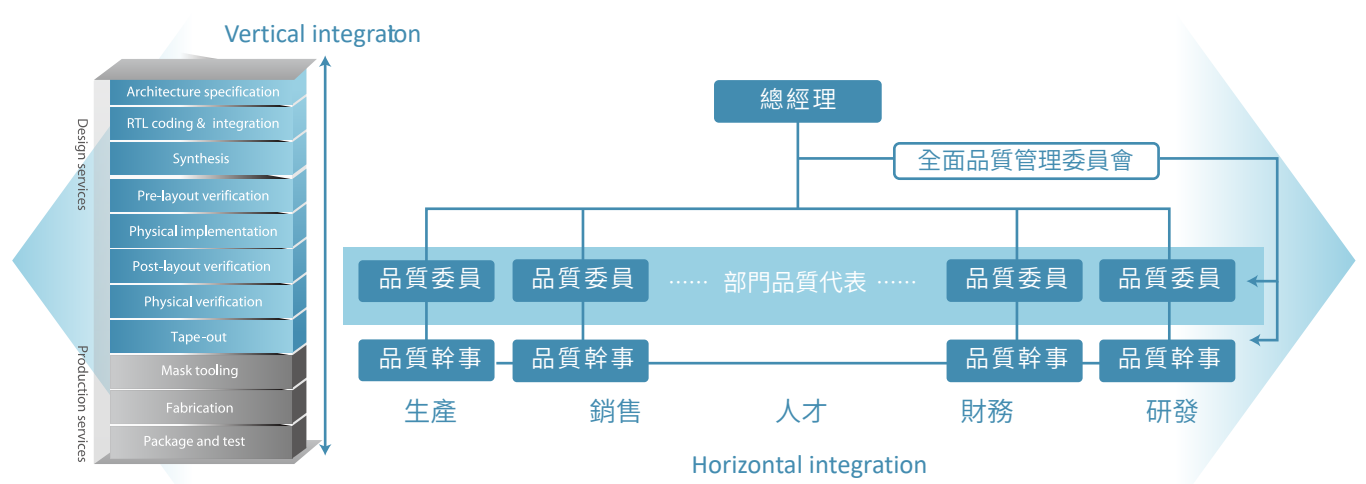 Vertical integraton
Design services
Architecture specification
RTL coding & integration
Synthesis
Pre-layout verification
Physical implementation
Post-layout verification
Physical verification
Tape-out
Production services
Mask tooling
Fabrication
Package and test
總經理
全面品質管理委員會
品質委員 品質委員 …… 部門品質代表 …… 品質委員 品質委員
品質幹事 品質幹事 品質幹事 品質幹事
生產 銷售 人才 財務 研發
Horizontal integration